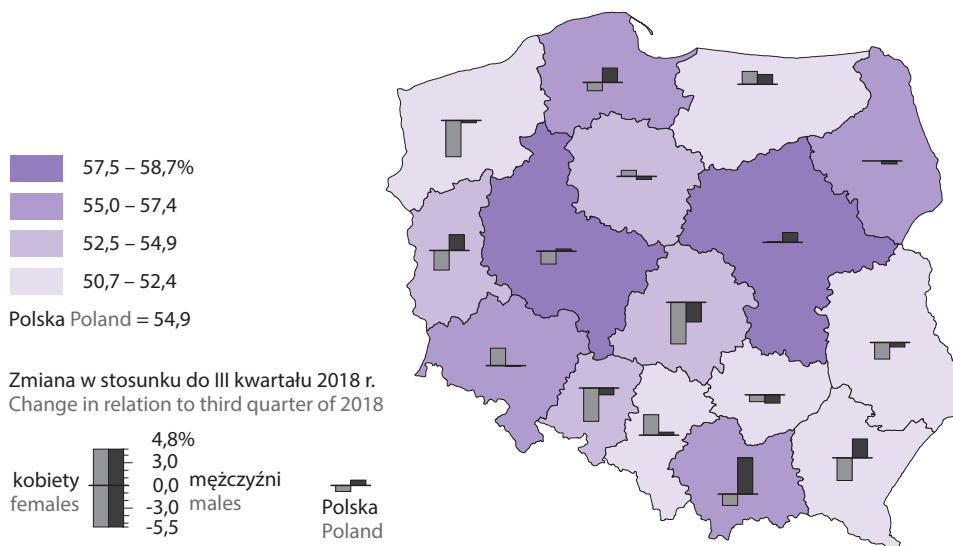 57,5 – 58,7%
55,0 – 57,4
52,5 – 54,9
50,7 – 52,4
Polska Poland = 54,9
Zmiana w stosunku do III kwartału 2018 r.
Change in relation to third quarter of 2018
4,8%
3,0
0,0
-3,0
-5,5
kobiety
females
mężczyźni
males
Polska
Poland